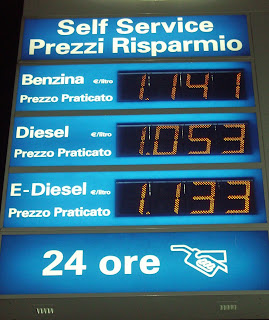 Self Service
Prezzi Risparmio
Benzina €/litro 1.141
Prezzo Praticato
Diesel €/litro 1.053
Prezzo Praticato
E-Diesel €/litro 1.133
Prezzo Praticato
24 ore